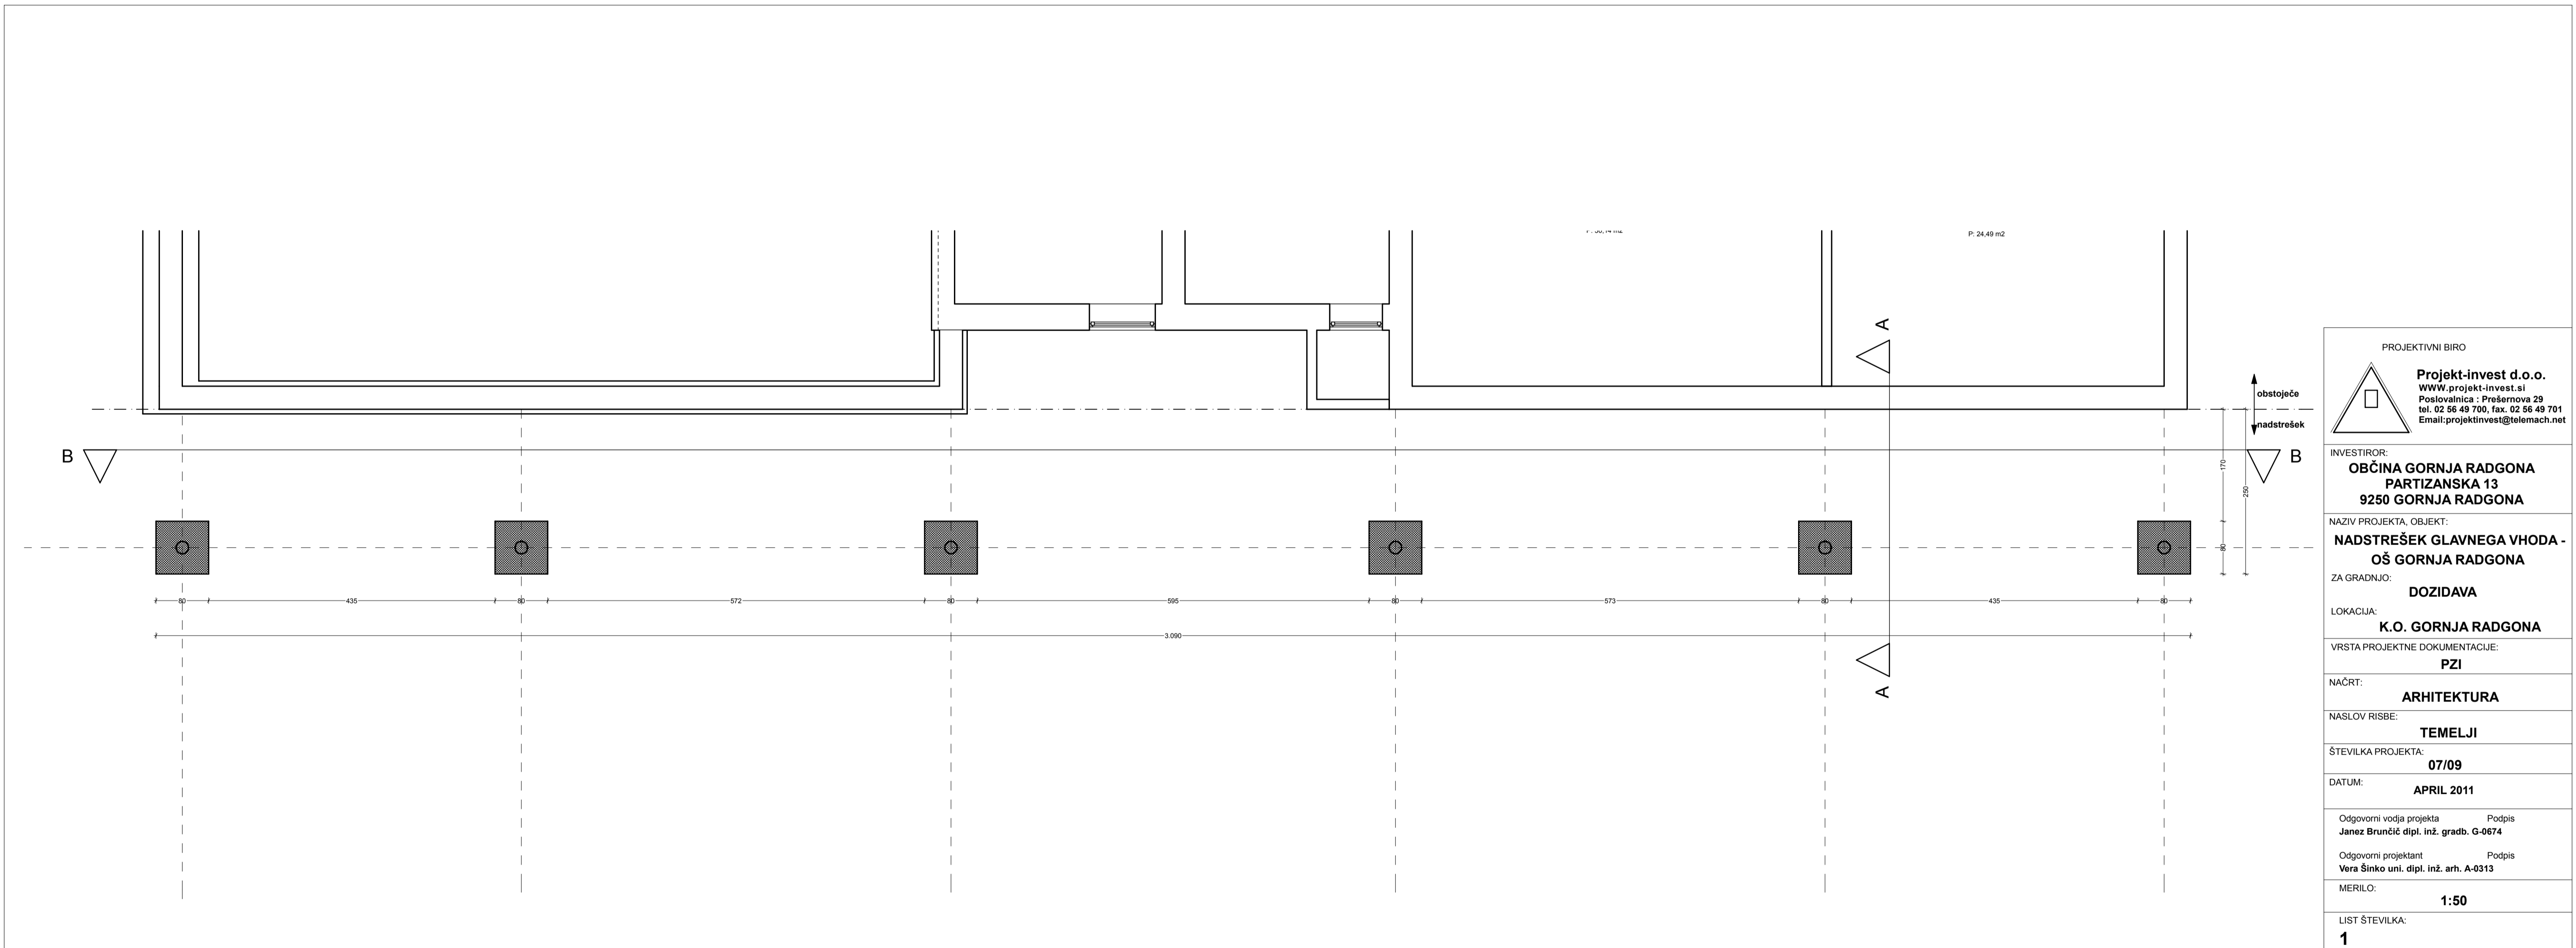 P: 24,49 m2
A
obstoječe
nadstrešek
B
B
170
250
80
80
435
80
572
80
595
80
573
80
435
80
3.090
A
PROJEKTIVNI BIRO
Projekt-invest d.o.o.
WWW.projekt-invest.si
Poslovalnica : Prešernova 29
tel. 02 56 49 700, fax. 02 56 49 701
Email:projektinvest@telemach.net
INVESTIROR:
OBČINA GORNJA RADGONA
PARTIZANSKA 13
9250 GORNJA RADGONA
NAZIV PROJEKTA, OBJEKT:
NADSTREŠEK GLAVNEGA VHODA -
OŠ GORNJA RADGONA
ZA GRADNJO:
DOZIDAVA
LOKACIJA:
K.O. GORNJA RADGONA
VRSTA PROJEKTNE DOKUMENTACIJE:
PZI
NAČRT:
ARHITEKTURA
NASLOV RISBE:
TEMELJI
ŠTEVILKA PROJEKTA:
07/09
DATUM:
APRIL 2011
Odgovorni vodja projekta Podpis
Janez Brunčič dipl. inž. gradb. G-0674
Odgovorni projektant Podpis
Vera Šinko uni. dipl. inž. arh. A-0313
MERILO:
1:50
LIST ŠTEVILKA:
1